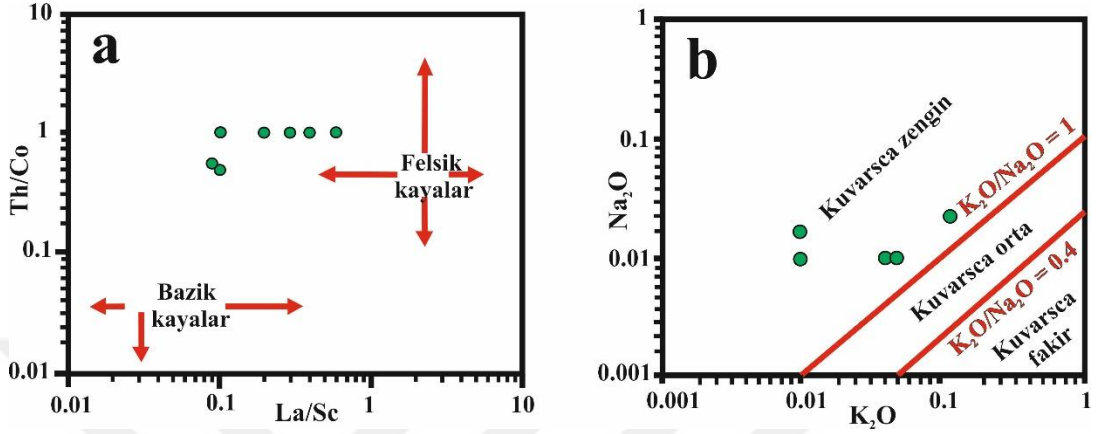 a
10
1
0.1
0.01
Th/Co
Felsik
kayalar
Bazik
kayalar
0.01
0.1
1
10
La/Sc
b
1
0.1
0.01
0.001
Na₂O
Kuvarsca zengin
K₂O/Na₂O = 1
Kuvarsca orta
K₂O/Na₂O = 0.4
Kuvarsca
fakir
0.001
0.01
0.1
1
K₂O